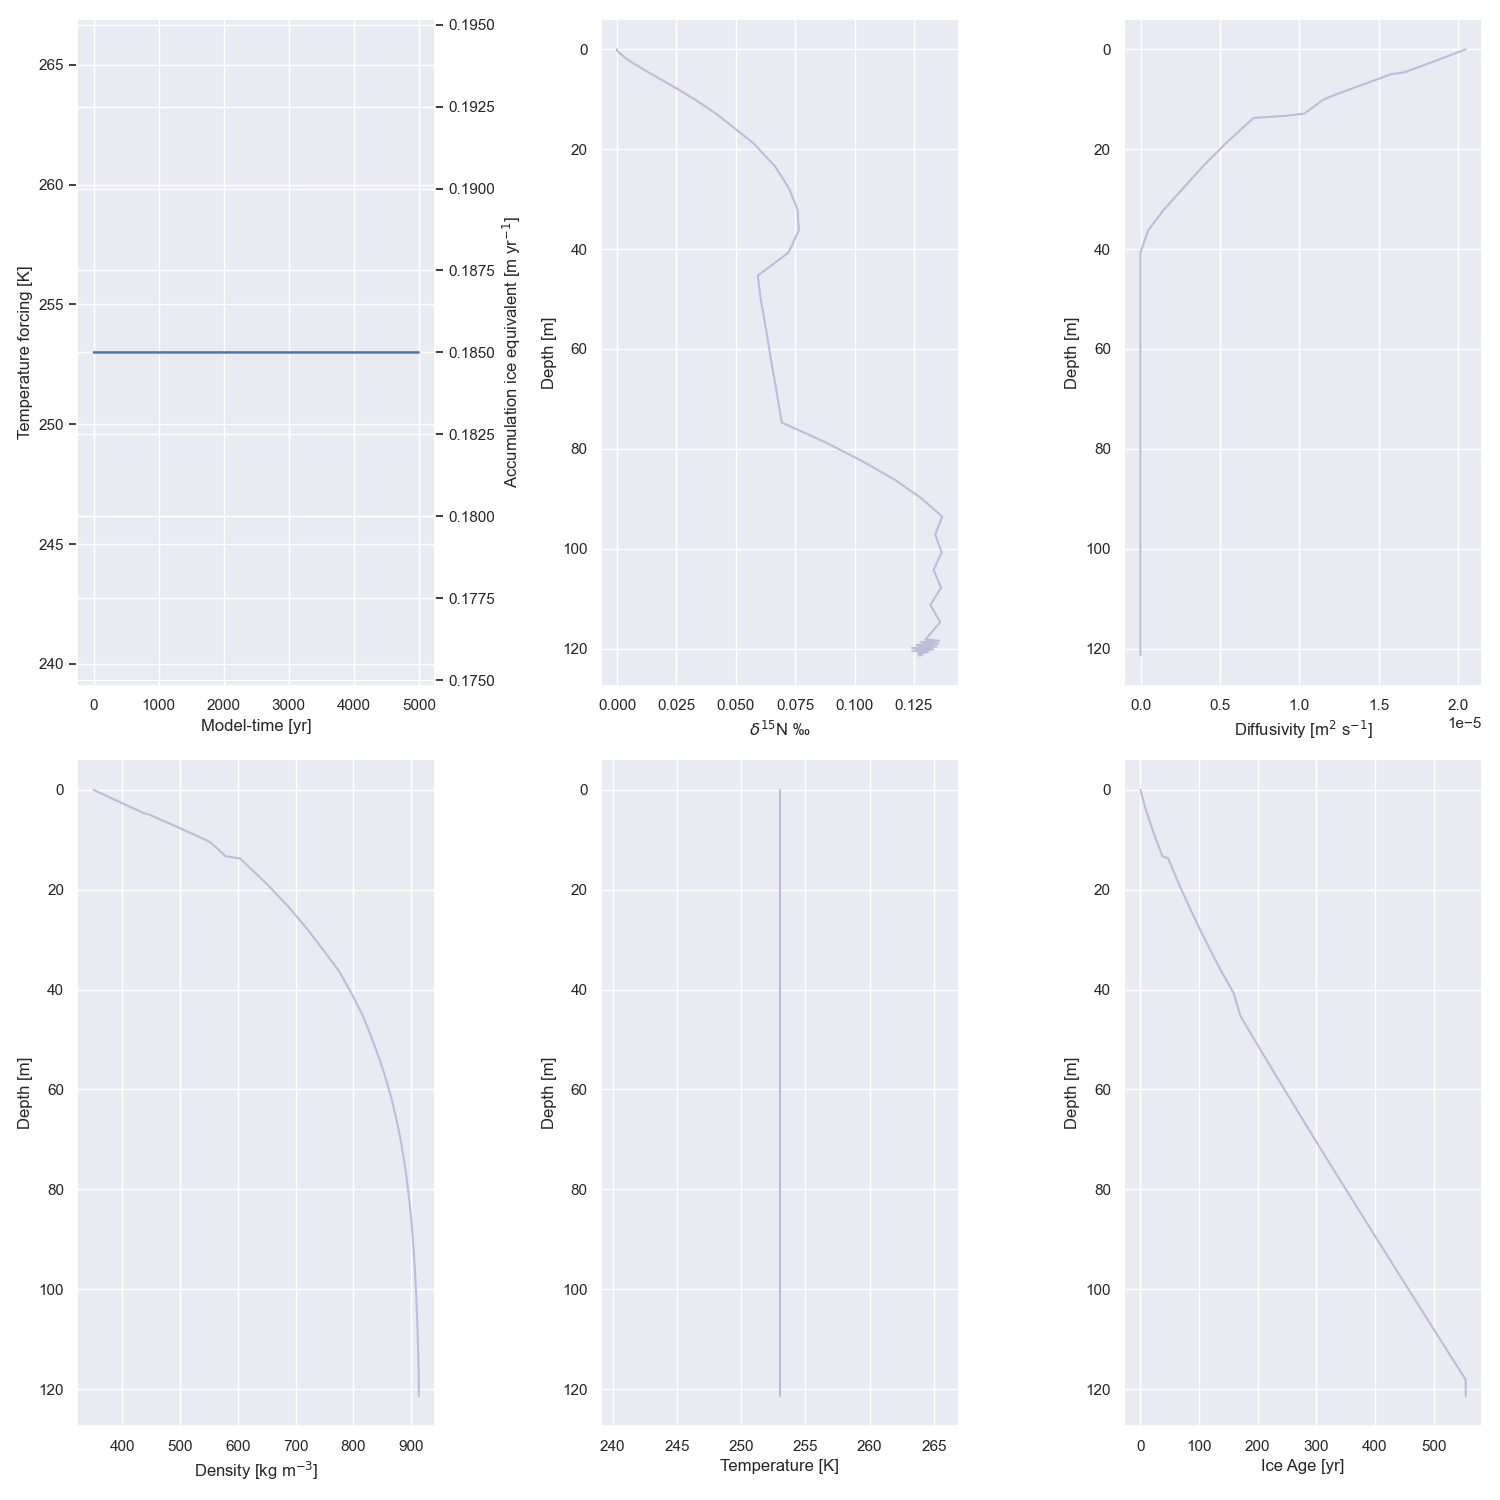 265
260
255
250
245
240
Temperature forcing [K]
0 1000 2000 3000 4000 5000
Model-time [yr]
0.1950
0.1925
0.1900
0.1875
0.1850
0.1825
0.1800
0.1775
0.1750
Accumulation ice equivalent [m yr⁻¹]
0
20
40
60
80
100
120
Depth [m]
0.000 0.025 0.050 0.075 0.100 0.125
δ¹⁵N ‰
0
20
40
60
80
100
120
Depth [m]
0.0 0.5 1.0 1.5 2.0
1e−5
Diffusivity [m² s⁻¹]
0
20
40
60
80
100
120
Depth [m]
400 500 600 700 800 900
Density [kg m⁻³]
0
20
40
60
80
100
120
Depth [m]
240 245 250 255 260 265
Temperature [K]
0
20
40
60
80
100
120
Depth [m]
0 100 200 300 400 500
Ice Age [yr]